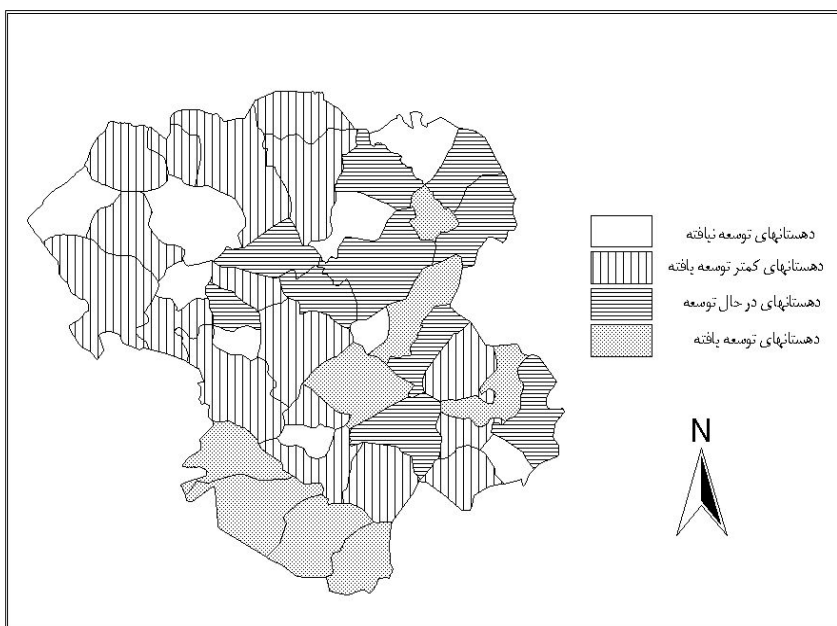 دهستانهای توسعه نیافته
دهستانهای کمتر توسعه یافته
دهستانهای در حال توسعه
دهستانهای توسعه یافته
N